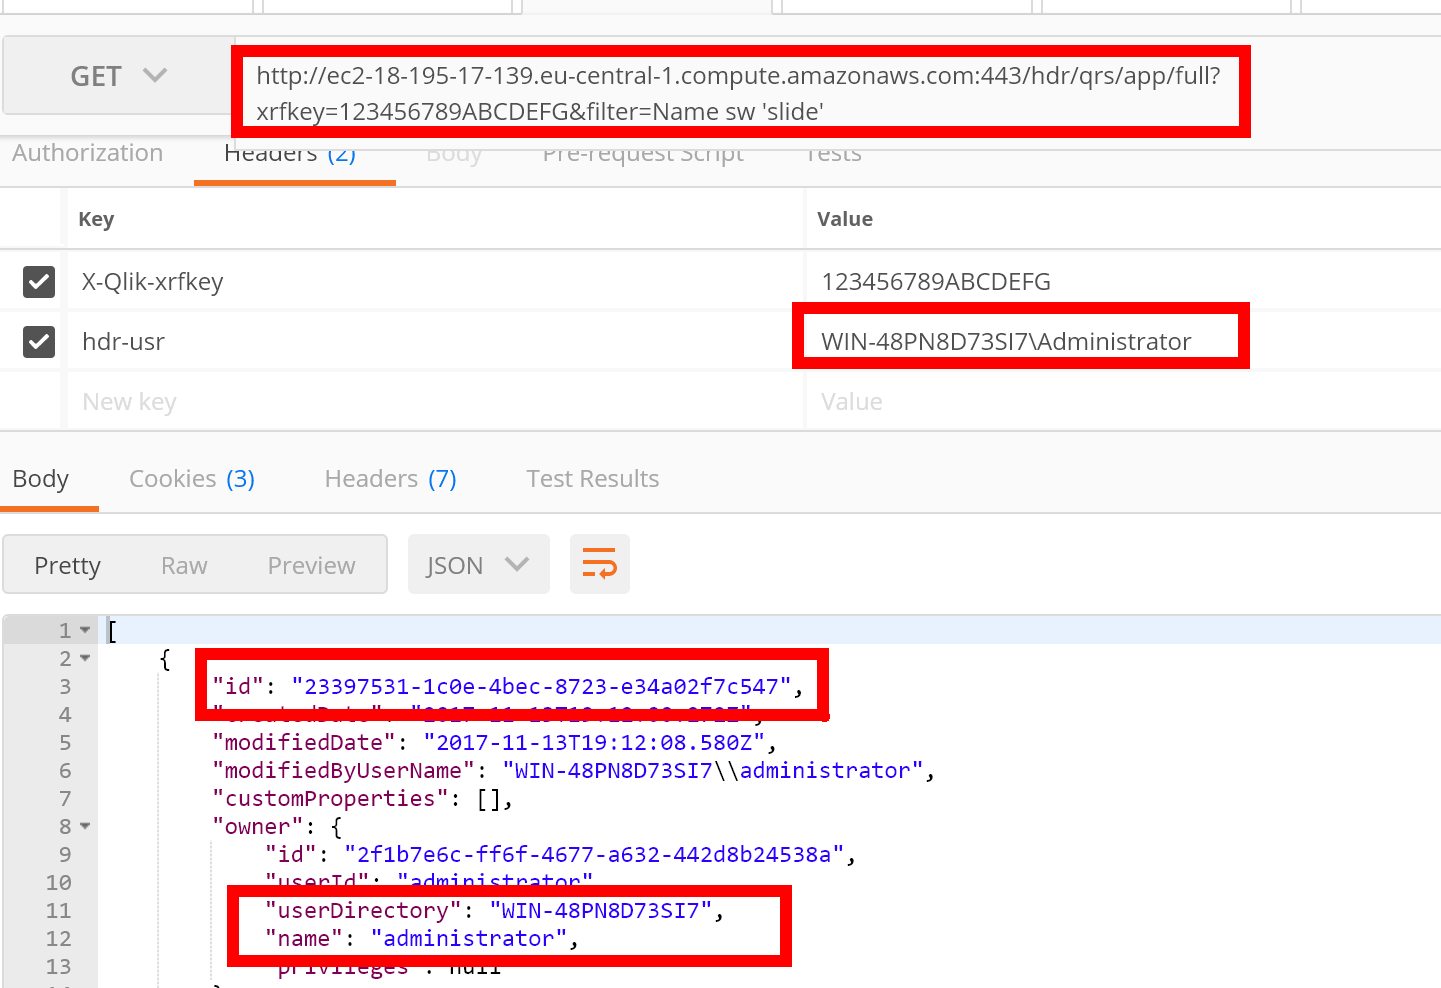 GET
http://ec2-18-195-17-139.eu-central-1.compute.amazonaws.com:443/hdr/qrs/app/full?
xrfkey=123456789ABCDEFG&filter=Name sw 'slide'
Authorization Headers (2) Body Pre-request Script Tests
Key Value
X-Qlik-xrfkey 123456789ABCDEFG
hdr-usr WIN-48PN8D73SI7\Administrator
New key Value
Body Cookies (3) Headers (7) Test Results
Pretty Raw Preview JSON
1 [
2 {
3 "id": "23397531-1c0e-4bec-8723-e34a02f7c547",
4 "createdDate":
5 "modifiedDate": "2017-11-13T19:12:08.580Z",
6 "modifiedByUserName": "WIN-48PN8D73SI7\\administrator",
7 "customProperties": [],
8 "owner": {
9 "id": "2f1b7e6c-ff6f-4677-a632-442d8b24538a",
10 "userId": "administrator"
11 "userDirectory": "WIN-48PN8D73SI7",
12 "name": "administrator",
13 "privileges": null